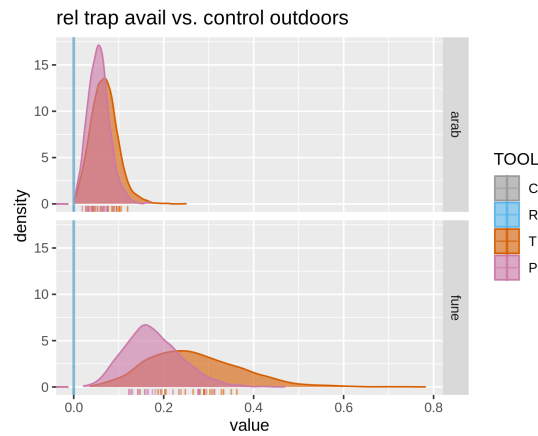 rel trap avail vs. control outdoors
15
10
5
0
arab
15
10
5
0
fune
0.0 0.2 0.4 0.6 0.8
value
density
TOOL
C
R
T
P